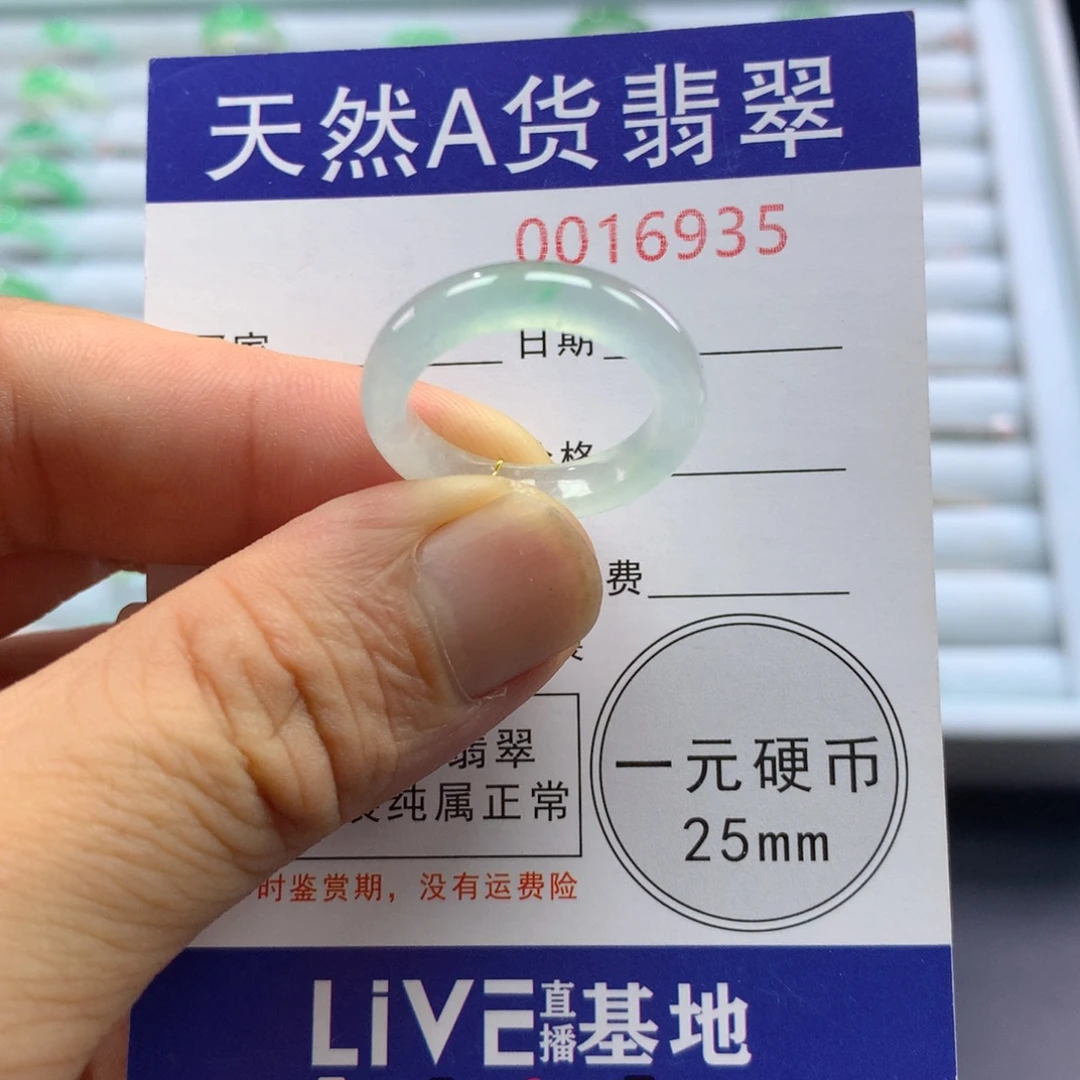 天然A货翡翠
0016935
日期
格
费
翡翠
纯属正常
一元硬币
25mm
时鉴赏期，没有运费险
LiVE直播基地